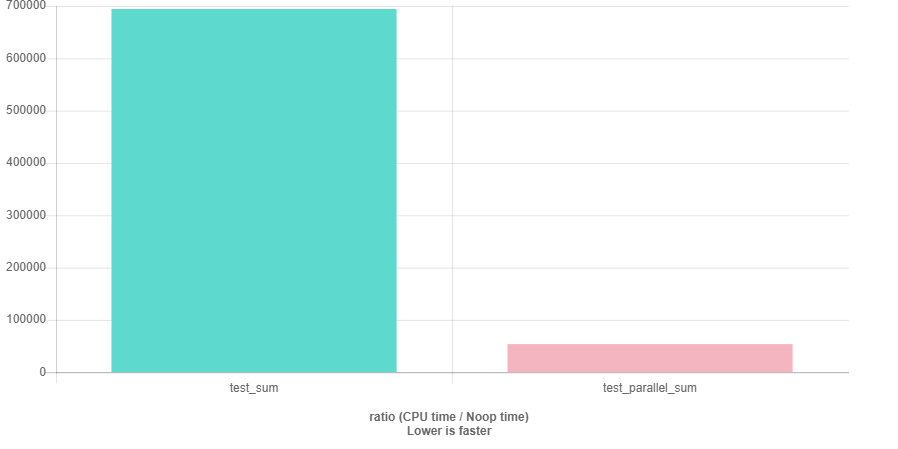 700000
600000
500000
400000
300000
200000
100000
0
test_sum test_parallel_sum
ratio (CPU time / Noop time)
Lower is faster